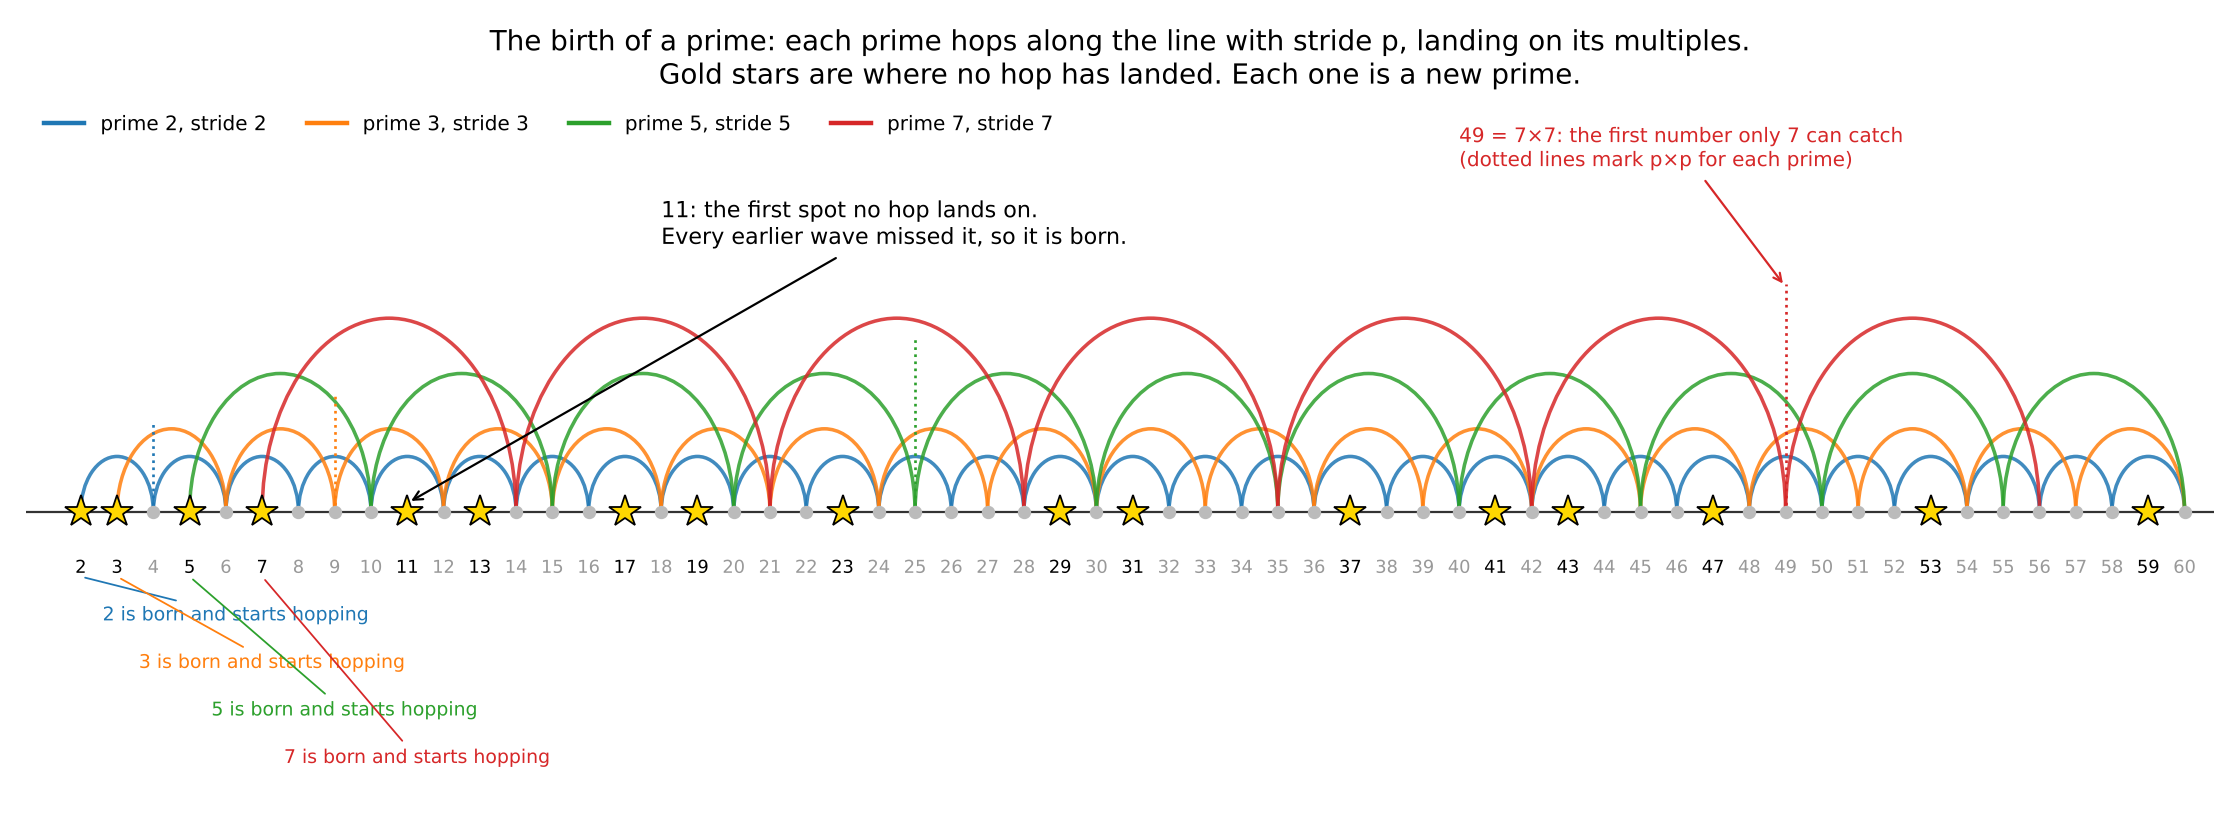 The birth of a prime: each prime hops along the line with stride p, landing on its multiples.
Gold stars are where no hop has landed. Each one is a new prime.
prime 2, stride 2 prime 3, stride 3 prime 5, stride 5 prime 7, stride 7
49 = 7×7: the first number only 7 can catch
(dotted lines mark p×p for each prime)
11: the first spot no hop lands on.
Every earlier wave missed it, so it is born.
2 3 4 5 6 7 8 9 10 11 12 13 14 15 16 17 18 19 20 21 22 23 24 25 26 27 28 29 30 31 32 33 34 35 36 37 38 39 40 41 42 43 44 45 46 47 48 49 50 51 52 53 54 55 56 57 58 59 60
2 is born and starts hopping
3 is born and starts hopping
5 is born and starts hopping
7 is born and starts hopping